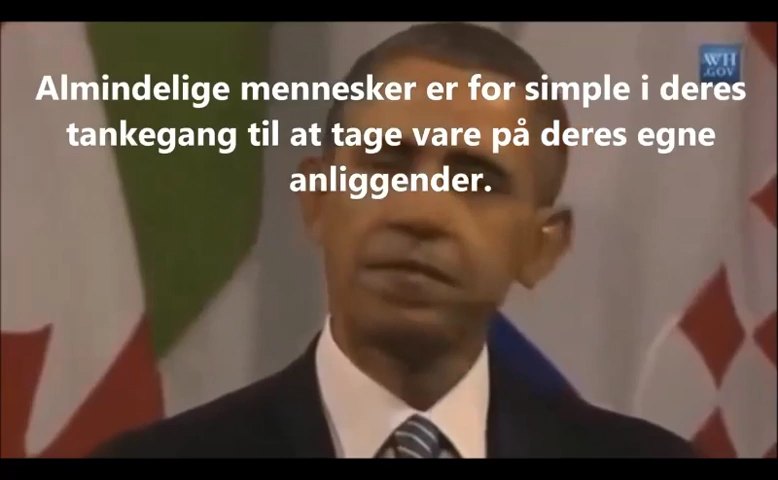 WH
.GOV
Almindelige mennesker er for simple i deres
tankegang til at tage vare på deres egne
anliggender.